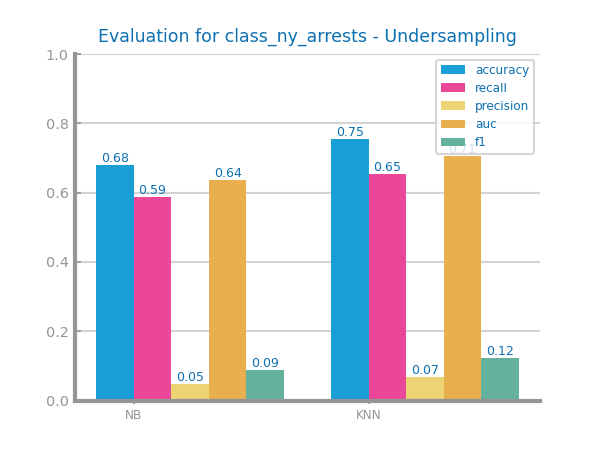 Evaluation for class_ny_arrests - Undersampling
1.0
0.8
0.6
0.4
0.2
0.0
accuracy
recall
precision
auc
f1
0.68
0.59
0.05
0.64
0.09
0.75
0.65
0.07
0.71
0.12
NB
KNN